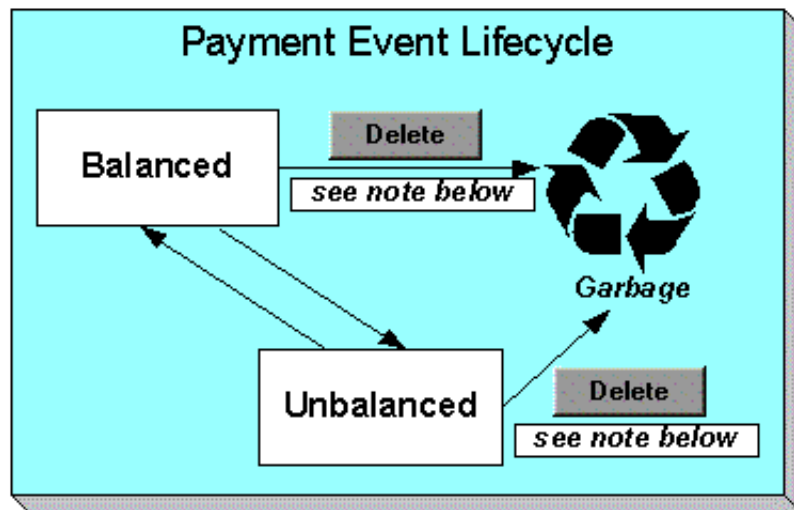 Payment Event Lifecycle
Delete
Balanced
see note below
Garbage
Unbalanced
Delete
see note below